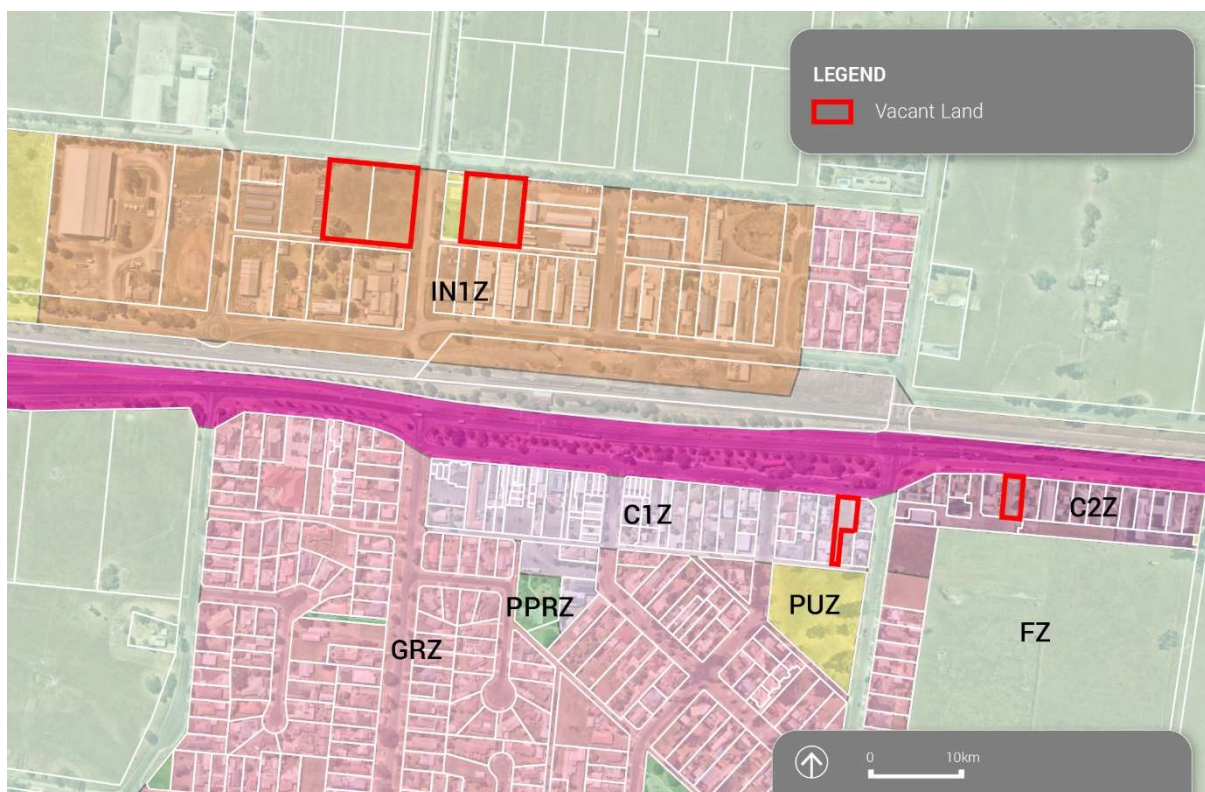 LEGEND
Vacant Land
IN1Z
C1Z
C2Z
PPRZ
PUZ
FZ
GRZ
0 10km